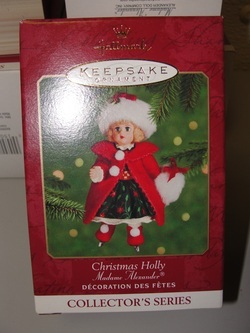 Hallmark
KEEPSAKE
ORNAMENT
Christmas Holly
Madame Alexander®
DÉCORATION DES FÊTES
COLLECTOR'S SERIES